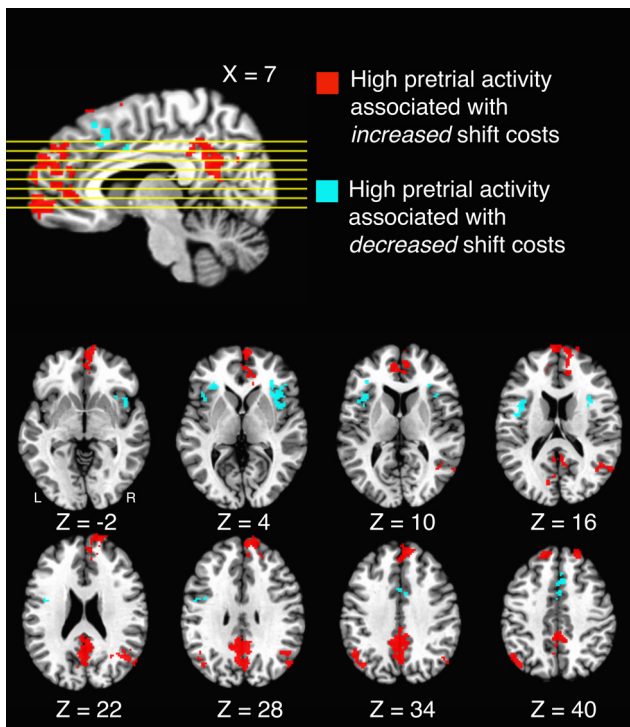 X = 7
High pretrial activity
associated with
increased shift costs
High pretrial activity
associated with
decreased shift costs
L R
Z = -2 Z = 4 Z = 10 Z = 16
Z = 22 Z = 28 Z = 34 Z = 40